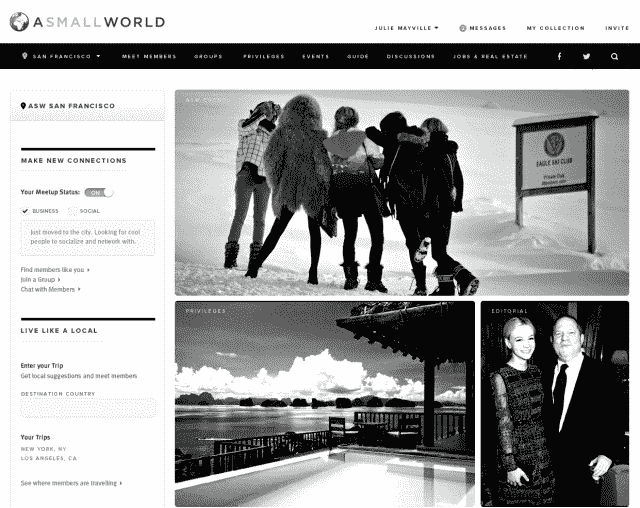 ASMALLWORLD
JULIE MAYVILLE
MESSAGES
MY COLLECTION
INVITE
SAN FRANCISCO
MEET MEMBERS
GROUPS
PRIVILEGES
EVENTS
GUIDE
DISCUSSIONS
JOBS & REAL ESTATE
ASW SAN FRANCISCO
MAKE NEW CONNECTIONS
Your Meetup Status: ON
BUSINESS
SOCIAL
Just moved to the city. Looking for cool
people to socialize and network with.
Find members like you
Join a Group
Chat with Members
LIVE LIKE A LOCAL
Enter your Trip
Get local suggestions and meet members
DESTINATION COUNTRY
Your Trips
NEW YORK, NY
LOS ANGELES, CA
See where members are travelling
EAGLE SKI CLUB
Private Club
Members only
PRIVILEGES
EDITORIAL